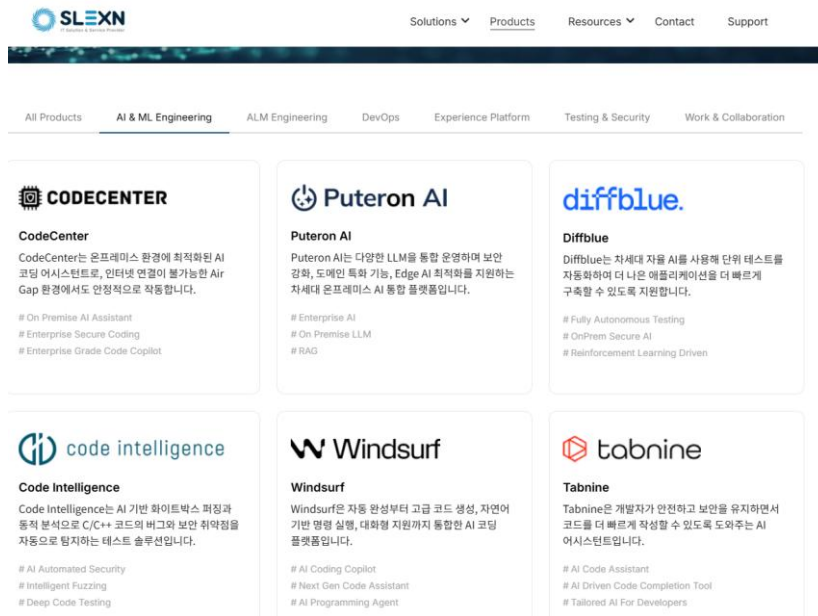 SLEXN
IT Solution & Service Provider
Solutions Products Resources Contact Support
All Products AI & ML Engineering ALM Engineering DevOps Experience Platform Testing & Security Work & Collaboration
CODECENTER
CodeCenter
CodeCenter는 온프레미스 환경에 최적화된 AI
코딩 어시스턴트로, 인터넷 연결이 불가능한 Air
Gap 환경에서도 안정적으로 작동합니다.
# On Premise AI Assistant
# Enterprise Secure Coding
# Enterprise Grade Code Copilot
Puteron AI
Puteron AI
Puteron AI는 다양한 LLM을 통합 운영하며 보안
강화, 도메인 특화 기능, Edge AI 최적화를 지원하는
차세대 온프레미스 AI 통합 플랫폼입니다.
# Enterprise AI
# On Premise LLM
# RAG
diffblue.
Diffblue
Diffblue는 차세대 자율 AI를 사용해 단위 테스트를
자동화하여 더 나은 애플리케이션을 더 빠르게
구축할 수 있도록 지원합니다.
# Fully Autonomous Testing
# OnPrem Secure AI
# Reinforcement Learning Driven
code intelligence
Code Intelligence
Code Intelligence는 AI 기반 화이트박스 퍼징과
동적 분석으로 C/C++ 코드의 버그와 보안 취약점을
자동으로 탐지하는 테스트 솔루션입니다.
# AI Automated Security
# Intelligent Fuzzing
# Deep Code Testing
Windsurf
Windsurf
Windsurf은 자동 완성부터 고급 코드 생성, 자연어
기반 명령 실행, 대화형 지원까지 통합한 AI 코딩
플랫폼입니다.
# AI Coding Copilot
# Next Gen Code Assistant
# AI Programming Agent
tabnine
Tabnine
Tabnine은 개발자가 안전하고 보안을 유지하면서
코드를 더 빠르게 작성할 수 있도록 도와주는 AI
어시스턴트입니다.
# AI Code Assistant
# AI Driven Code Completion Tool
# Tailored AI For Developers